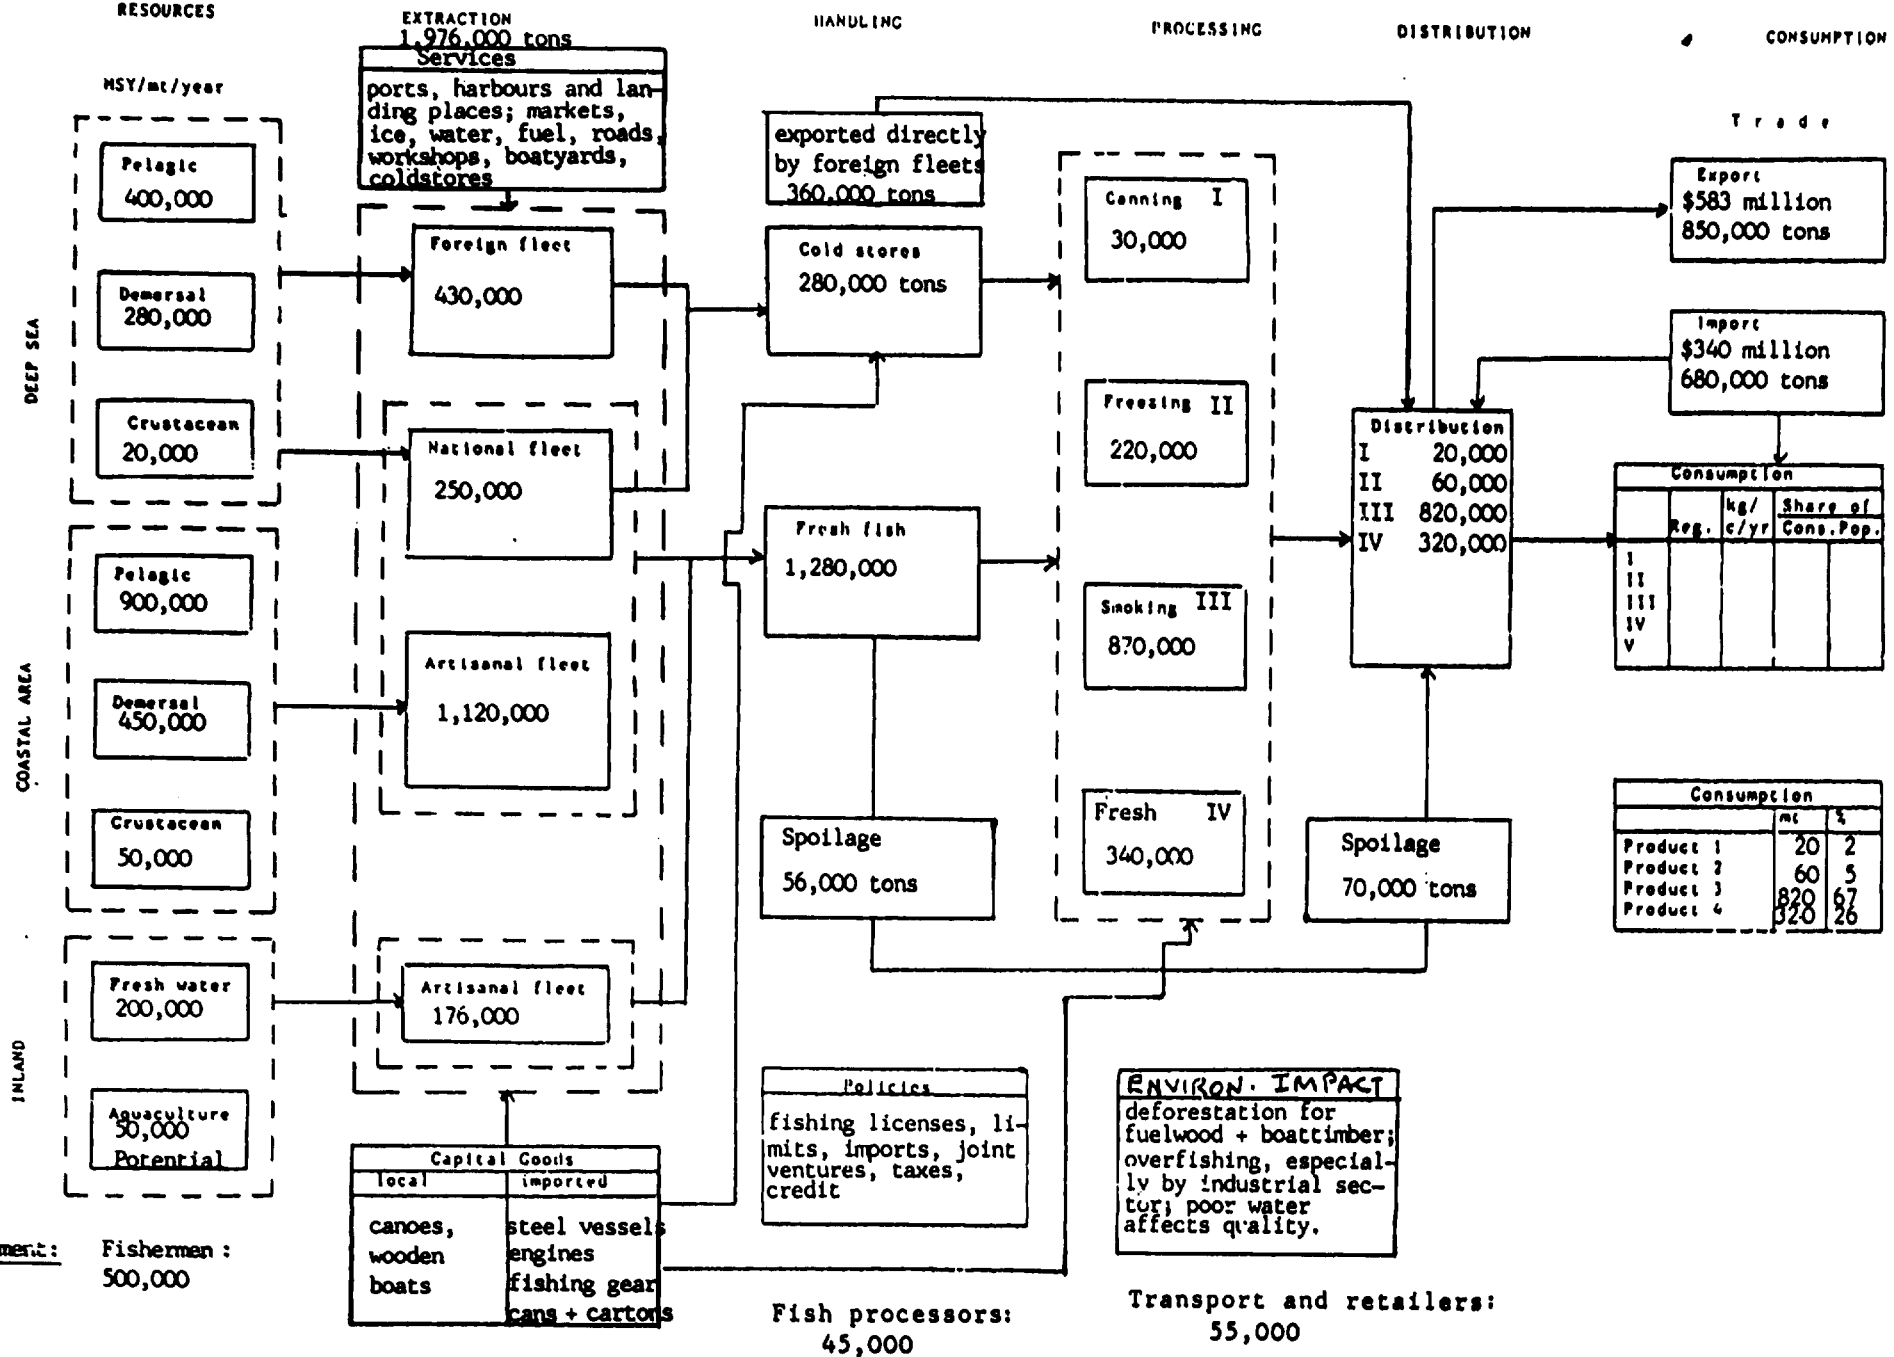 RESOURCES
EXTRACTION
1,976,000 tons
HANDLING
PROCESSING
DISTRIBUTION
CONSUMPTION
MSY/mt/year
DEEP SEA
Pelagic
400,000
Demersal
280,000
Crustacean
20,000
COASTAL AREA
Pelagic
900,000
Demersal
450,000
Crustacean
50,000
INLAND
Fresh water
200,000
Aquaculture
50,000
Potential
ment:
Fishermen :
500,000
Services
ports, harbours and lan-
ding places; markets,
ice, water, fuel, roads,
workshops, boatyards,
coldstores
Foreign fleet
430,000
National fleet
250,000
Artisanal fleet
1,120,000
Artisanal fleet
176,000
Capital Goods
local imported
canoes, steel vessels
wooden engines
boats fishing gear
cans + cartons
exported directly
by foreign fleets
360,000 tons
Cold stores
280,000 tons
Fresh fish
1,280,000
Spoilage
56,000 tons
Policies
fishing licenses, li-
mits, imports, joint
ventures, taxes,
credit
Fish processors:
45,000
Canning I
30,000
Freezing II
220,000
Smoking III
870,000
Fresh IV
340,000
ENVIRON. IMPACT
deforestation for
fuelwood + boattimber;
overfishing, especial-
ly by industrial sec-
tor; poor water
affects quality.
Transport and retailers:
55,000
Distribution
I 20,000
II 60,000
III 820,000
IV 320,000
Spoilage
70,000 tons
Trade
Export
$583 million
850,000 tons
Import
$340 million
680,000 tons
Consumption
Reg. kg/ c/yr Share of
Cons. Pop.
I
II
III
IV
V
Consumption
mt %
Product 1 20 2
Product 2 60 5
Product 3 820 67
Product 4 320 26